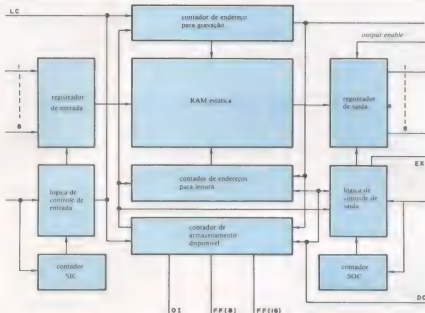 LC
contador de endereço
para gravação
output enable
I
8
registrador
de entrada
RAM estática
registrador
de saída
I
8
EX
lógica de
controle de
entrada
contador de endereços
para leitura
lógica de
controle de
saída
contador de
armazenamento
disponível
contador
SIC
contador
SOC
OI
FF(8)
FF(16)